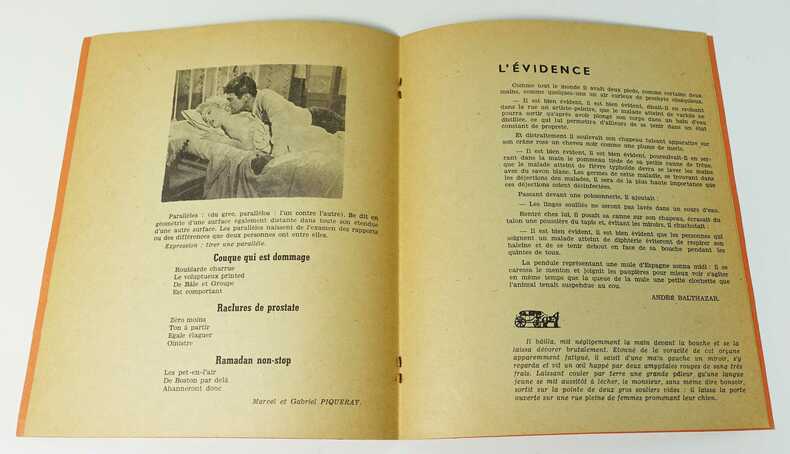 Parallèles : (du grec, parallêlos : l'un contre l'autre). Se dit en
géométrie d'une surface également distante dans toute son étendue
d'une autre surface. Les parallèles naissent de l'examen des rapports
ou des différences que deux personnes ont entre elles.
Expression : tirer une parallèle.
Couque qui est dommage
Rouldarde charrue
Le voluptueux printed
De Bâle et Groupe
Est comportant
Raclures de prostate
Zéro moins
Ton à partir
Egale élaguer
Oinistre
Ramadan non-stop
Les pet-en-l'air
De Boston par delà
Abanneront donc
Marcel et Gabriel PIQUERAY.
L'ÉVIDENCE
Comme tout le monde il avait deux pieds, comme certains deux
mains, comme quelques-uns un air curieux de prophyte obséquieux.
— Il est bien évident, il est bien évident, disait-il en croisant
dans la rue un artiste-peintre, que le malade atteint de variole ne
pourra sortir qu'après avoir plongé son corps dans un bain d'eau
distillée, ce qui lui permettra d'ailleurs de se tenir dans un état
constant de propreté.
Et distraitement il soulevait son chapeau faisant apparaître sur
son crâne rose un cheveu noir comme une plume de merle.
— Il est bien évident, il est bien évident, poursuivait-il en ser-
rant dans la main le pommeau tiède de sa petite canne de frêne,
que le malade atteint de fièvre typhoïde devra se laver les mains
avec du savon blanc. Les germes de cette maladie, se trouvant dans
les déjections des malades, il sera de la plus haute importance que
ces déjections soient désinfectées.
Passant devant une poissonnerie, il ajoutait :
— Les linges souillés ne seront pas lavés dans un cours d'eau.
Rentré chez lui, il posait sa canne sur son chapeau, écrasait du
talon une poussière du tapis et, évitant les miroirs, il chuchotait :
— Il est bien évident, il est bien évident que les personnes qui
soignent un malade atteint de diphtérie éviteront de respirer son
haleine et de se tenir debout en face de sa bouche pendant les
quintes de toux.
La pendule représentant une mule d'Espagne sonna midi : il se
caressa le menton et joignit les paupières pour mieux voir s'agiter
en même temps que la queue de la mule une petite clochette que
l'animal tenait suspendue au cou.
ANDRÉ BALTHAZAR.
Il bâilla, mit négligemment la main devant la bouche et se la
laissa dévorer brutalement. Etonné de la voracité de cet organe
apparemment fatigué, il saisit d'une main gauche un miroir, s'y
regarda et vit un œil happé par deux amygdales rouges de sang très
frais. Laissant couler par terre une grande pâleur qu'une langue
jeune se mit aussitôt à lécher, le monsieur, sans même dire bonsoir,
sortit sur la pointe de deux gros souliers vides : il laissa la porte
ouverte sur une rue pleine de femmes promenant leur chien.